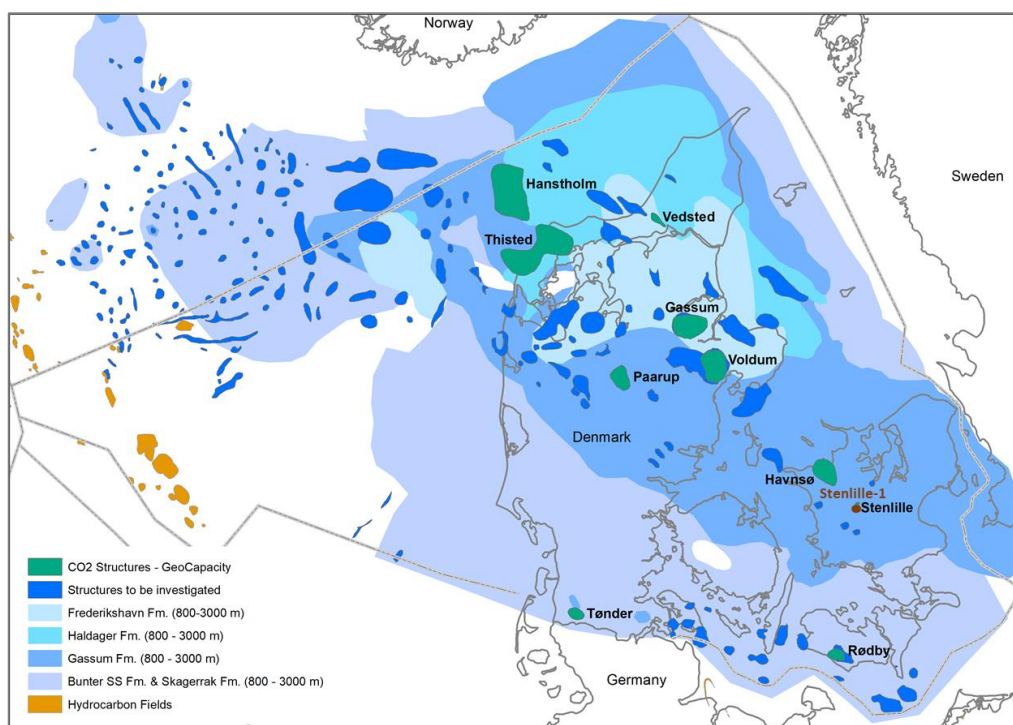 Norway
Sweden
Hanstholm
Vedsted
Thisted
Gassum
Voldum
Paarup
Denmark
Havnsø
Stenlille-1
Stenlille
CO2 Structures - GeoCapacity
Structures to be investigated
Frederikshavn Fm. (800-3000 m)
Haldager Fm. (800 - 3000 m)
Gassum Fm. (800 - 3000 m)
Bunter SS Fm. & Skagerrak Fm. (800 - 3000 m)
Hydrocarbon Fields
Tønder
Rødby
Germany